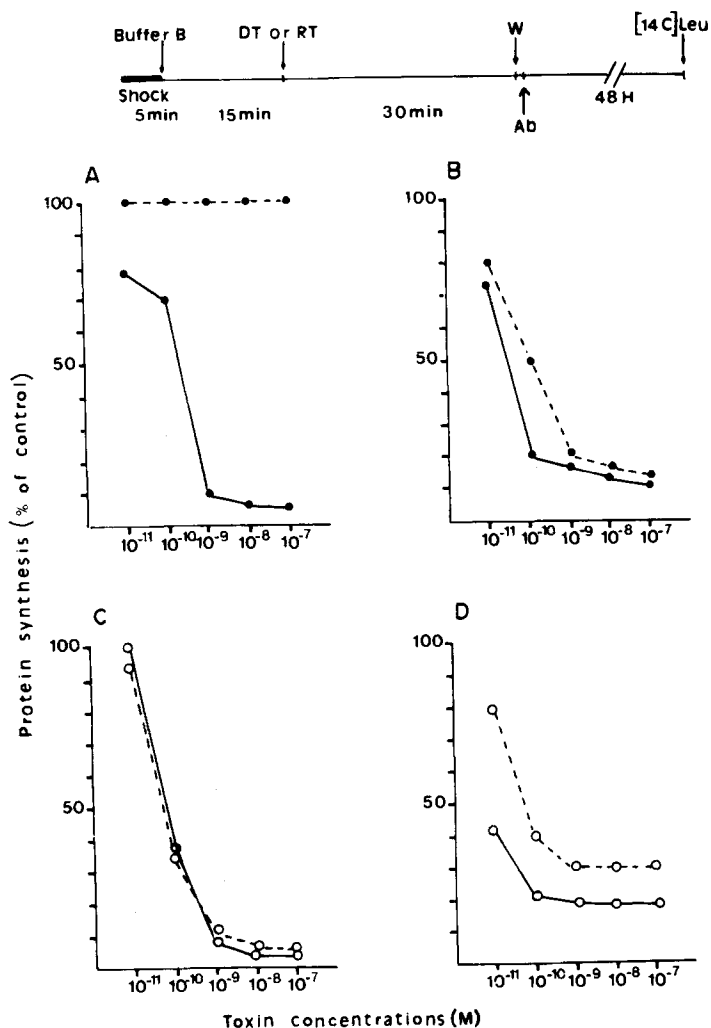 Buffer B DT or RT W [14C] Leu
Shock
5min 15min 30min Ab 48H
A
100
50
B
100
50
C
100
50
D
100
50
10-11 10-10 10-9 10-8 10-7
10-11 10-10 10-9 10-8 10-7
10-11 10-10 10-9 10-8 10-7
10-11 10-10 10-9 10-8 10-7
Protein synthesis (% of control)
Toxin concentrations (M)